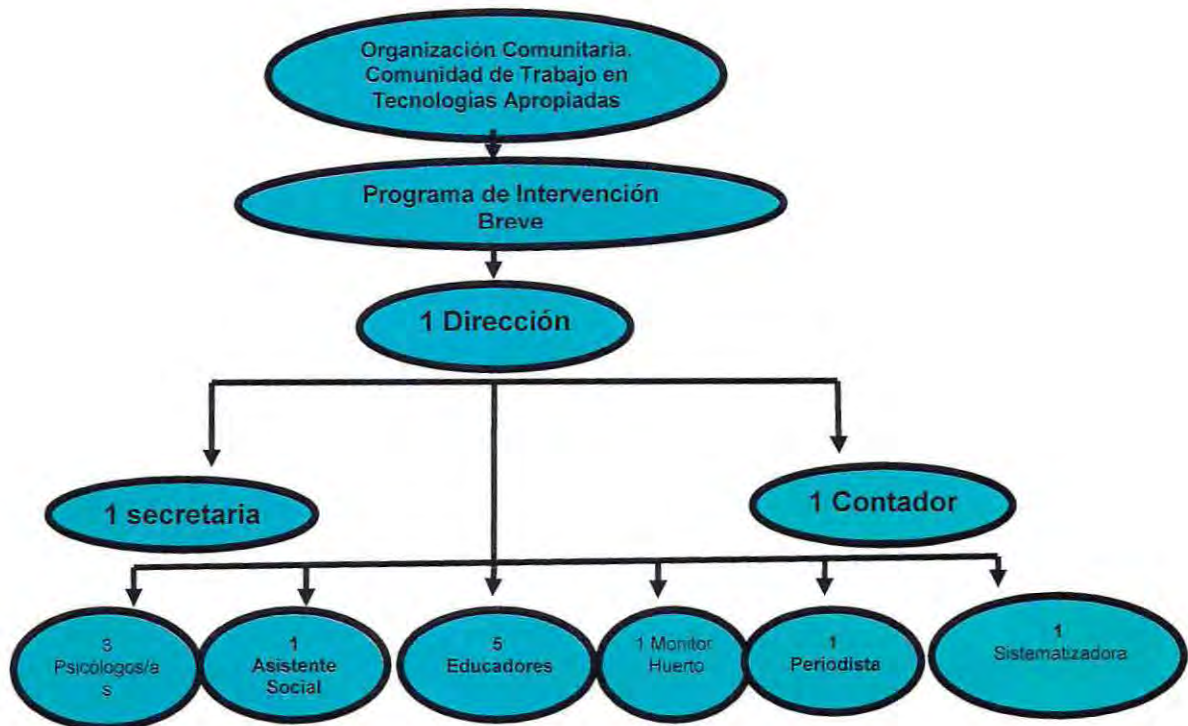 Organización Comunitaria.
Comunidad de Trabajo en
Tecnologías Apropiadas
Programa de Intervención
Breve
1 Dirección
1 secretaria
1 Contador
3
Psicólogos/a
s
1
Asistente
Social
5
Educadores
1 Monitor
Huerto
1
Periodista
1
Sistematizadora